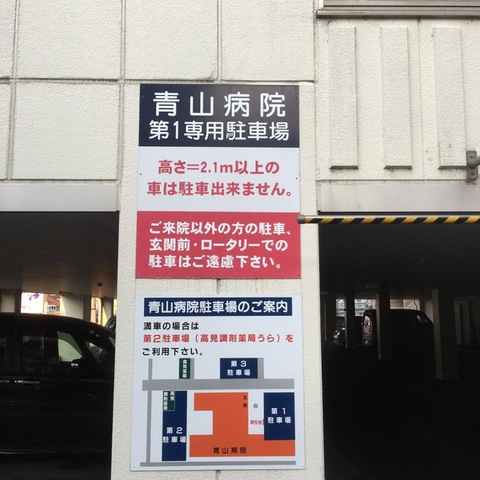 青山病院
第1専用駐車場
高さ=2.1m以上の
車は駐車出来ません。
ご来院以外の方の駐車、
玄関前・ロータリーでの
駐車はご遠慮下さい。
青山病院駐車場のご案内
満車の場合は
第2駐車場(高見調剤薬局うら)を
ご利用下さい。
第3
駐車場
玄関
第1
駐車場
現在地
第2
駐車場
青山病院